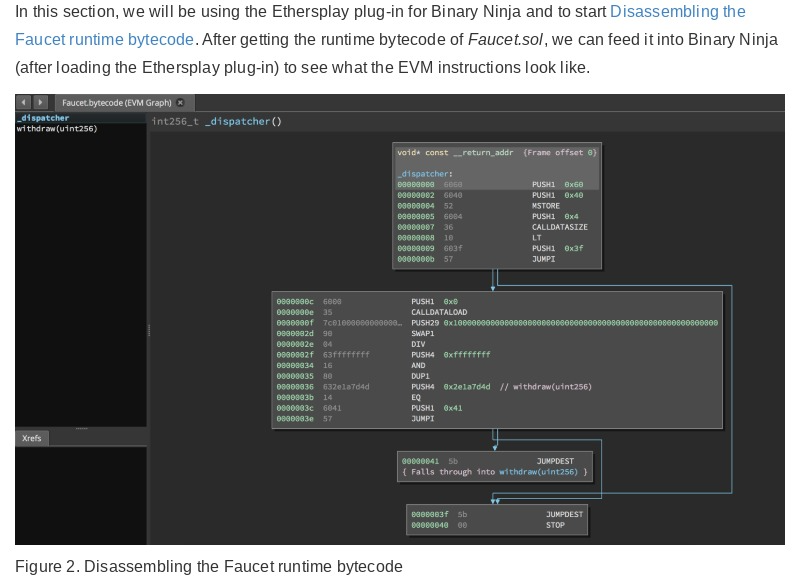 In this section, we will be using the Ethersplay plug-in for Binary Ninja and to start Disassembling the
Faucet runtime bytecode. After getting the runtime bytecode of Faucet.sol, we can feed it into Binary Ninja
(after loading the Ethersplay plug-in) to see what the EVM instructions look like.
Faucet.bytecode (EVM Graph)
_dispatcher
withdraw(uint256)
int256_t _dispatcher()
void* const __return_addr {Frame offset 0}
_dispatcher:
00000000 6060 PUSH1 0x60
00000002 6040 PUSH1 0x40
00000004 52 MSTORE
00000005 6004 PUSH1 0x4
00000007 36 CALLDATASIZE
00000008 10 LT
00000009 603f PUSH1 0x3f
0000000b 57 JUMPI
0000000c 6000 PUSH1 0x0
0000000e 35 CALLDATALOAD
0000000f 7c01000000000000… PUSH29 0x100000000000000000000000000000000000000000000000000000000
0000002d 90 SWAP1
0000002e 04 DIV
0000002f 63ffffffff PUSH4 0xffffffff
00000034 16 AND
00000035 80 DUP1
00000036 632e1a7d4d PUSH4 0x2e1a7d4d // withdraw(uint256)
0000003b 14 EQ
0000003c 6041 PUSH1 0x41
0000003e 57 JUMPI
00000041 5b JUMPDEST
{ Falls through into withdraw(uint256) }
0000003f 5b JUMPDEST
00000040 00 STOP
Xrefs
Figure 2. Disassembling the Faucet runtime bytecode